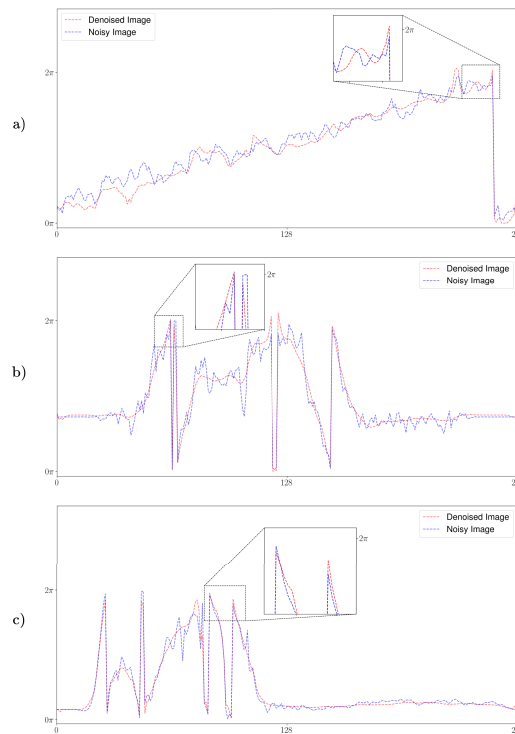 Denoised Image
Noisy Image
2π
2π
a)
0π
0
128
2
2π
Denoised Image
Noisy Image
2π
b)
0π
0
128
2
Denoised Image
Noisy Image
2π
2π
c)
0π
0
128
2